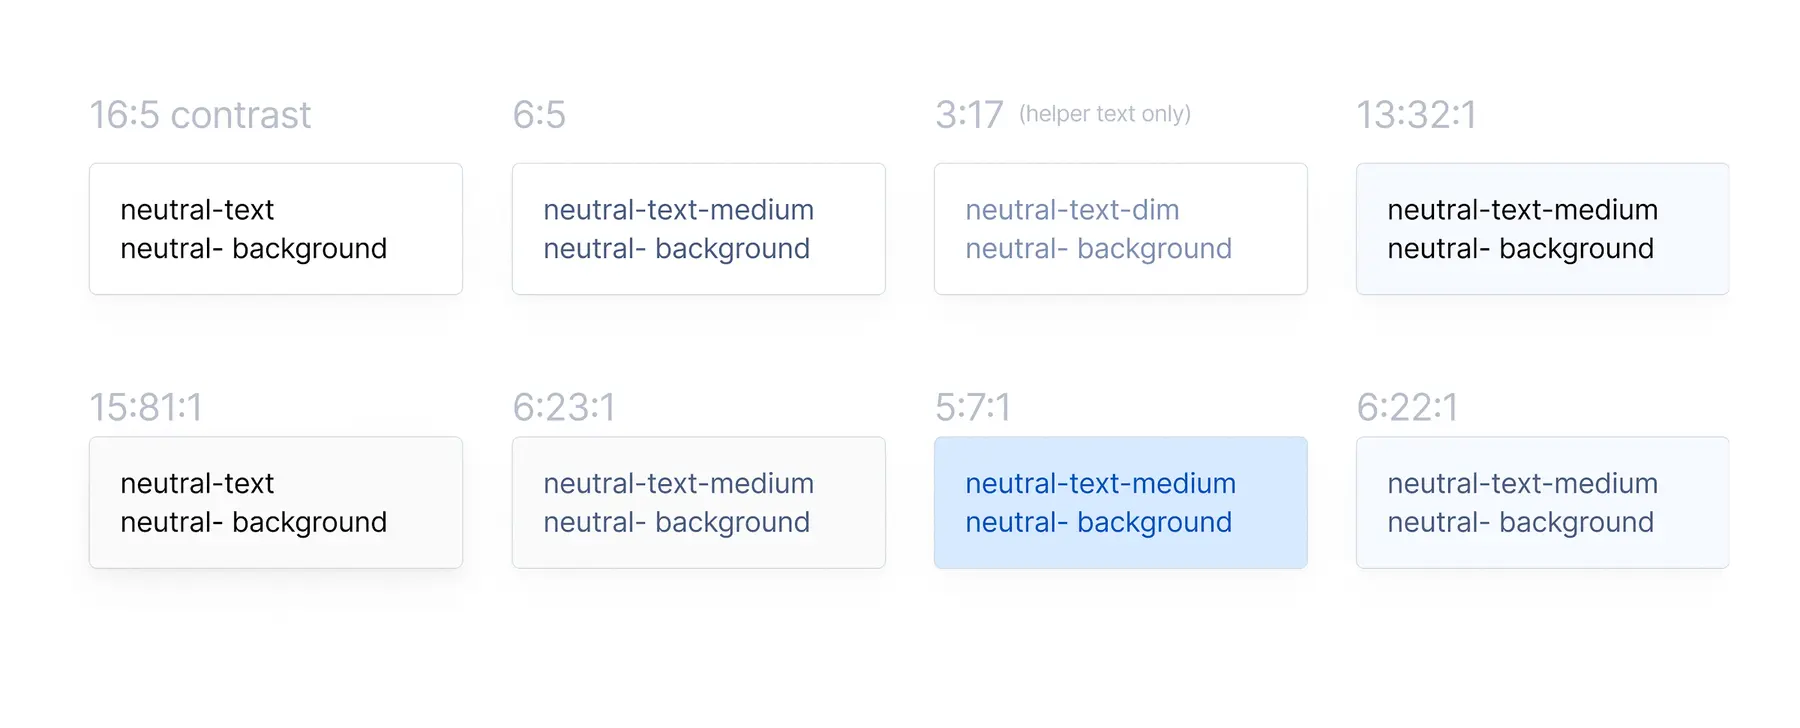 16:5 contrast
6:5
3:17 (helper text only)
13:32:1
neutral-text
neutral- background
neutral-text-medium
neutral- background
neutral-text-dim
neutral- background
neutral-text-medium
neutral- background
15:81:1
6:23:1
5:7:1
6:22:1
neutral-text
neutral- background
neutral-text-medium
neutral- background
neutral-text-medium
neutral- background
neutral-text-medium
neutral- background